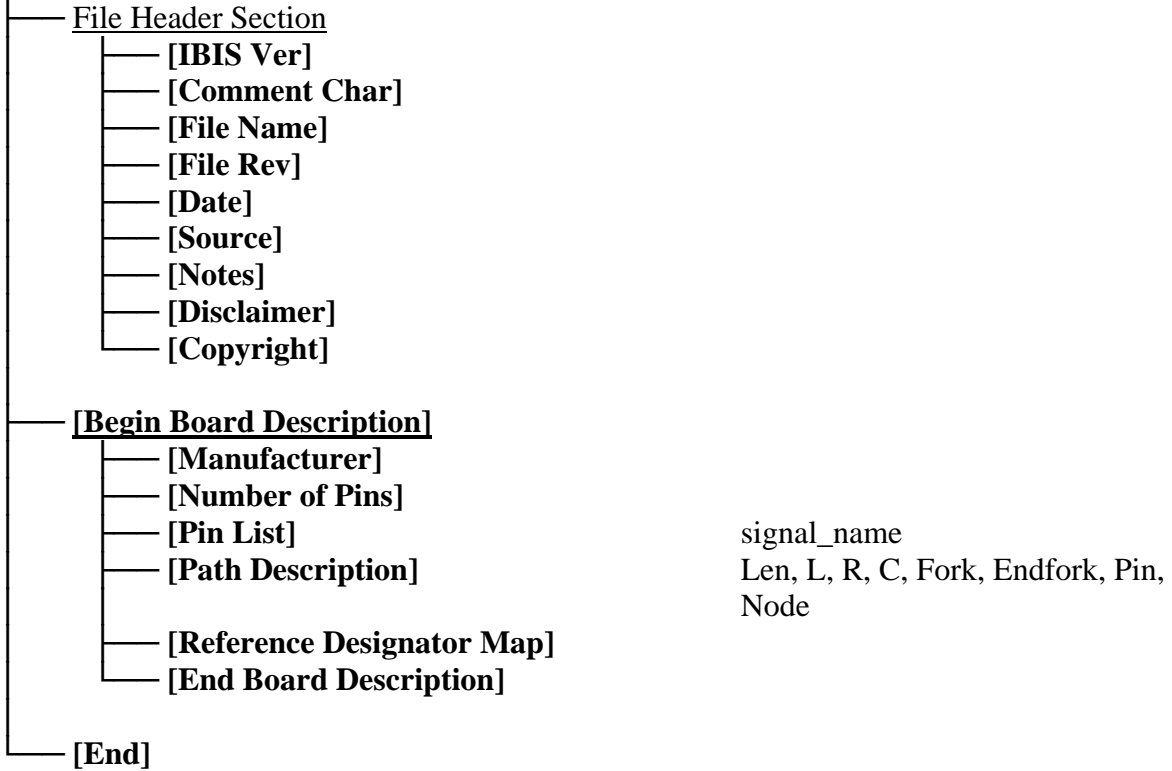 File Header Section
[IBIS Ver]
[Comment Char]
[File Name]
[File Rev]
[Date]
[Source]
[Notes]
[Disclaimer]
[Copyright]
[Begin Board Description]
[Manufacturer]
[Number of Pins]
[Pin List] signal_name
[Path Description] Len, L, R, C, Fork, Endfork, Pin,
Node
[Reference Designator Map]
[End Board Description]
[End]